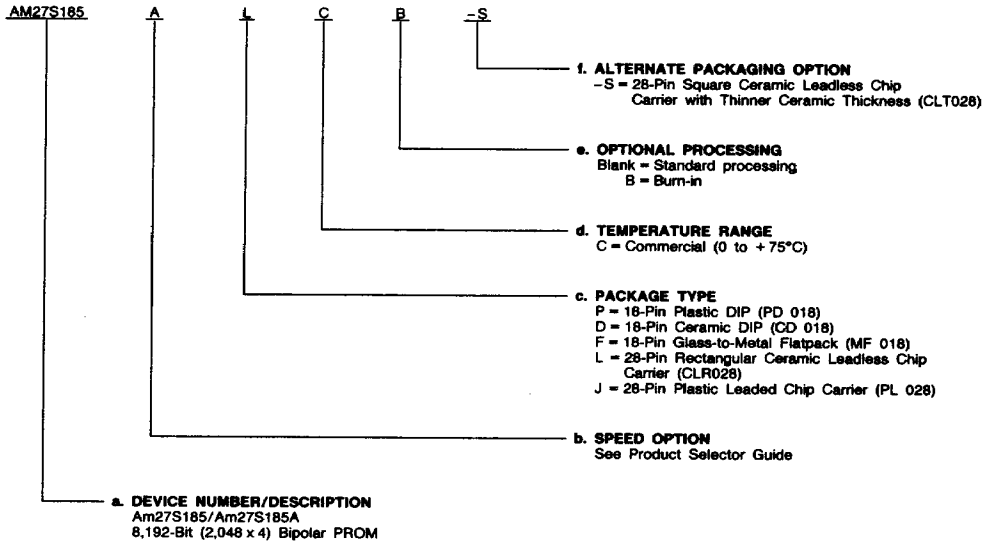 AM27S185 A L C B -S
f. ALTERNATE PACKAGING OPTION
-S = 28-Pin Square Ceramic Leadless Chip
Carrier with Thinner Ceramic Thickness (CLT028)
e. OPTIONAL PROCESSING
Blank = Standard processing
B = Burn-in
d. TEMPERATURE RANGE
C = Commercial (0 to +75°C)
c. PACKAGE TYPE
P = 18-Pin Plastic DIP (PD 018)
D = 18-Pin Ceramic DIP (CD 018)
F = 18-Pin Glass-to-Metal Flatpack (MF 018)
L = 28-Pin Rectangular Ceramic Leadless Chip
Carrier (CLR028)
J = 28-Pin Plastic Leaded Chip Carrier (PL 028)
b. SPEED OPTION
See Product Selector Guide
a. DEVICE NUMBER/DESCRIPTION
Am27S185/Am27S185A
8,192-Bit (2,048 x 4) Bipolar PROM